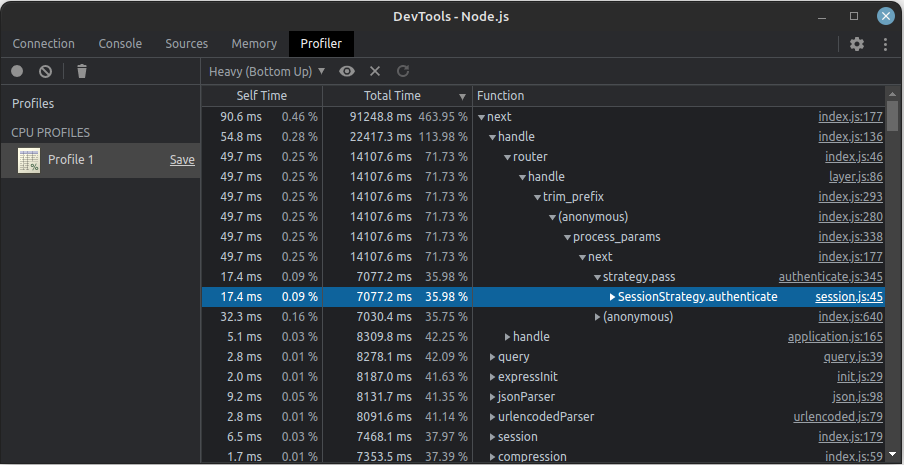 DevTools - Node.js
Connection Console Sources Memory Profiler
Heavy (Bottom Up) ▼
Profiles
CPU PROFILES
Profile 1 Save
Self Time Total Time ▼ Function
90.6 ms 0.46 % 91248.8 ms 463.95 % ▼next index.js:177
54.8 ms 0.28 % 22417.3 ms 113.98 % ▼handle index.js:136
49.7 ms 0.25 % 14107.6 ms 71.73 % ▼router index.js:46
49.7 ms 0.25 % 14107.6 ms 71.73 % ▼handle layer.js:86
49.7 ms 0.25 % 14107.6 ms 71.73 % ▼trim_prefix index.js:293
49.7 ms 0.25 % 14107.6 ms 71.73 % ▼(anonymous) index.js:280
49.7 ms 0.25 % 14107.6 ms 71.73 % ▼process_params index.js:338
49.7 ms 0.25 % 14107.6 ms 71.73 % ▼next index.js:177
17.4 ms 0.09 % 7077.2 ms 35.98 % ▼strategy.pass authenticate.js:345
17.4 ms 0.09 % 7077.2 ms 35.98 % ▶SessionStrategy.authenticate session.js:45
32.3 ms 0.16 % 7030.4 ms 35.75 % ▶(anonymous) index.js:640
5.1 ms 0.03 % 8309.8 ms 42.25 % ▶handle application.js:165
2.8 ms 0.01 % 8278.1 ms 42.09 % ▶query query.js:39
2.0 ms 0.01 % 8187.0 ms 41.63 % ▶expressInit init.js:29
9.2 ms 0.05 % 8131.7 ms 41.35 % ▶jsonParser json.js:98
2.8 ms 0.01 % 8091.6 ms 41.14 % ▶urlencodedParser urlencoded.js:79
6.5 ms 0.03 % 7468.1 ms 37.97 % ▶session index.js:179
1.7 ms 0.01 % 7353.5 ms 37.39 % ▶compression index.js:59